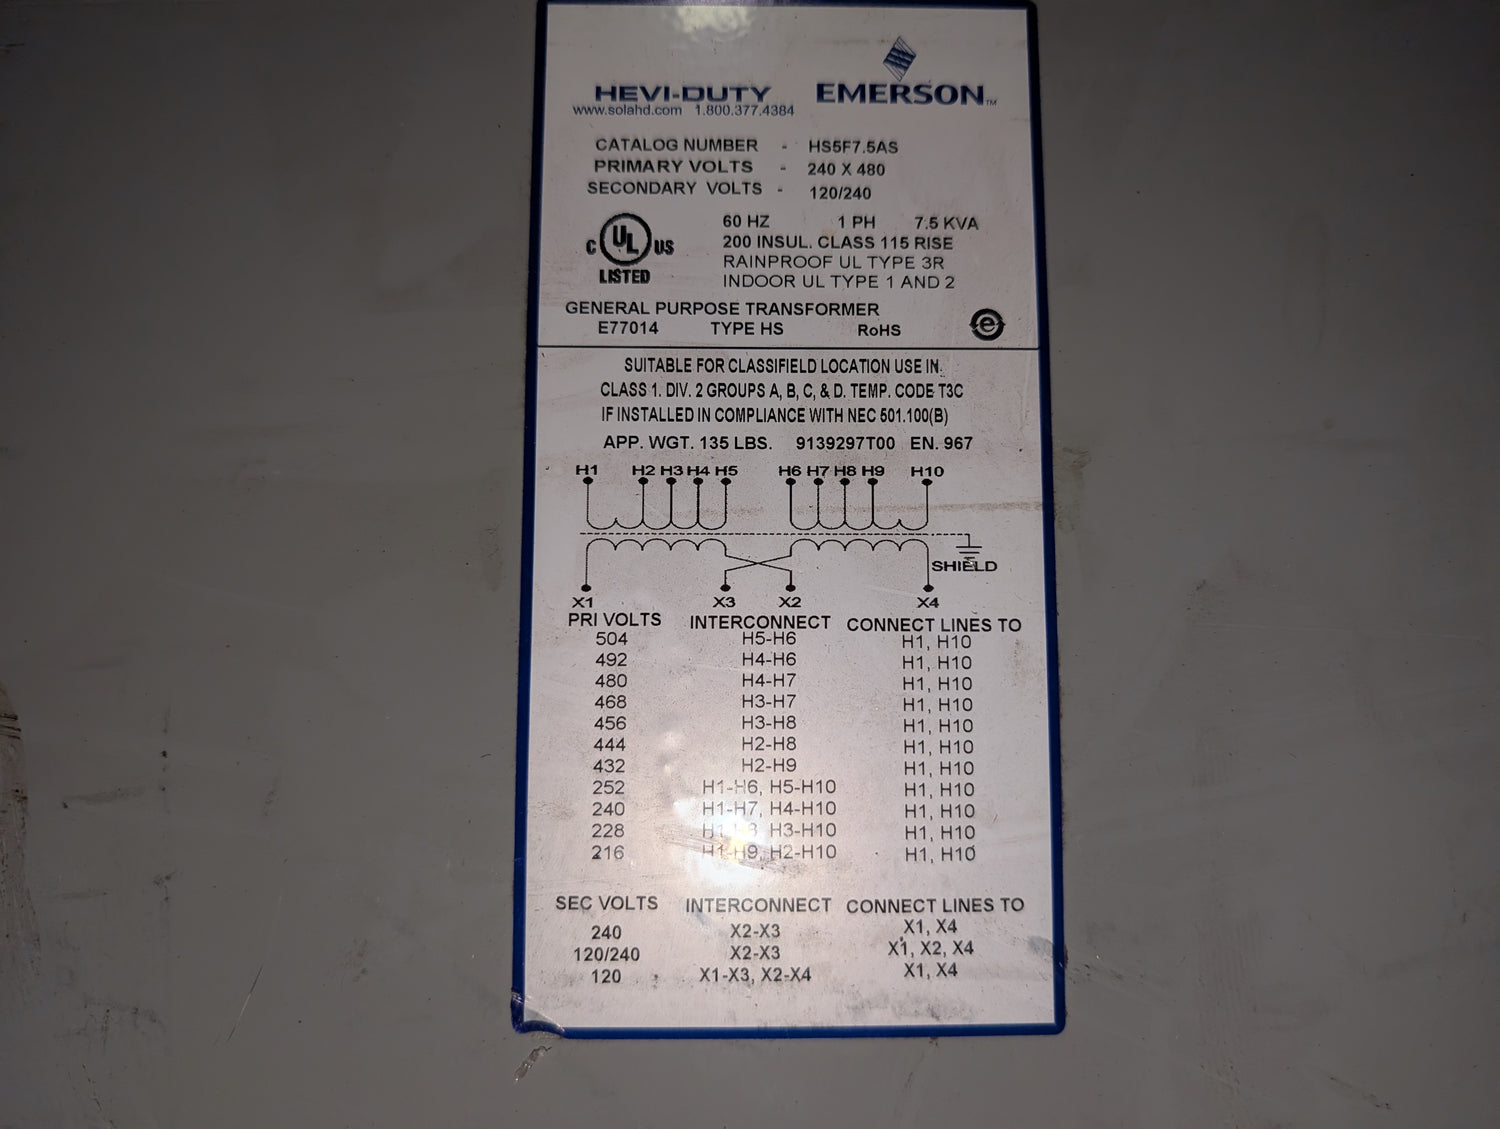 HEVI-DUTY EMERSON™
www.solahd.com 1.800.377.4384
CATALOG NUMBER - HS5F7.5AS
PRIMARY VOLTS - 240 X 480
SECONDARY VOLTS - 120/240
60 HZ 1 PH 7.5 KVA
200 INSUL. CLASS 115 RISE
RAINPROOF UL TYPE 3R
INDOOR UL TYPE 1 AND 2
C UL US
LISTED
GENERAL PURPOSE TRANSFORMER
E77014 TYPE HS RoHS
e
SUITABLE FOR CLASSIFIELD LOCATION USE IN
CLASS 1. DIV. 2 GROUPS A, B, C, & D. TEMP. CODE T3C
IF INSTALLED IN COMPLIANCE WITH NEC 501.100(B)
APP. WGT. 135 LBS. 9139297T00 EN. 967
H1 H2 H3 H4 H5 H6 H7 H8 H9 H10
SHIELD
X1 X3 X2 X4
PRI VOLTS INTERCONNECT CONNECT LINES TO
504 H5-H6 H1, H10
492 H4-H6 H1, H10
480 H4-H7 H1, H10
468 H3-H7 H1, H10
456 H3-H8 H1, H10
444 H2-H8 H1, H10
432 H2-H9 H1, H10
252 H1-H6, H5-H10 H1, H10
240 H1-H7, H4-H10 H1, H10
228 H3-H10 H1, H10
216 H1-H9, H2-H10 H1, H10
SEC VOLTS INTERCONNECT CONNECT LINES TO
240 X2-X3 X1, X4
120/240 X2-X3 X1, X2, X4
120 X1-X3, X2-X4 X1, X4